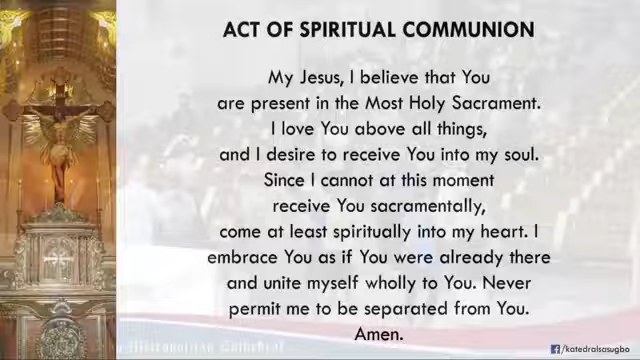 ACT OF SPIRITUAL COMMUNION
My Jesus, I believe that You
are present in the Most Holy Sacrament.
I love You above all things,
and I desire to receive You into my soul.
Since I cannot at this moment
receive You sacramentally,
come at least spiritually into my heart. I
embrace You as if You were already there
and unite myself wholly to You. Never
permit me to be separated from You.
Amen.
Metropolitan Cathedral
/katedralsasugbo